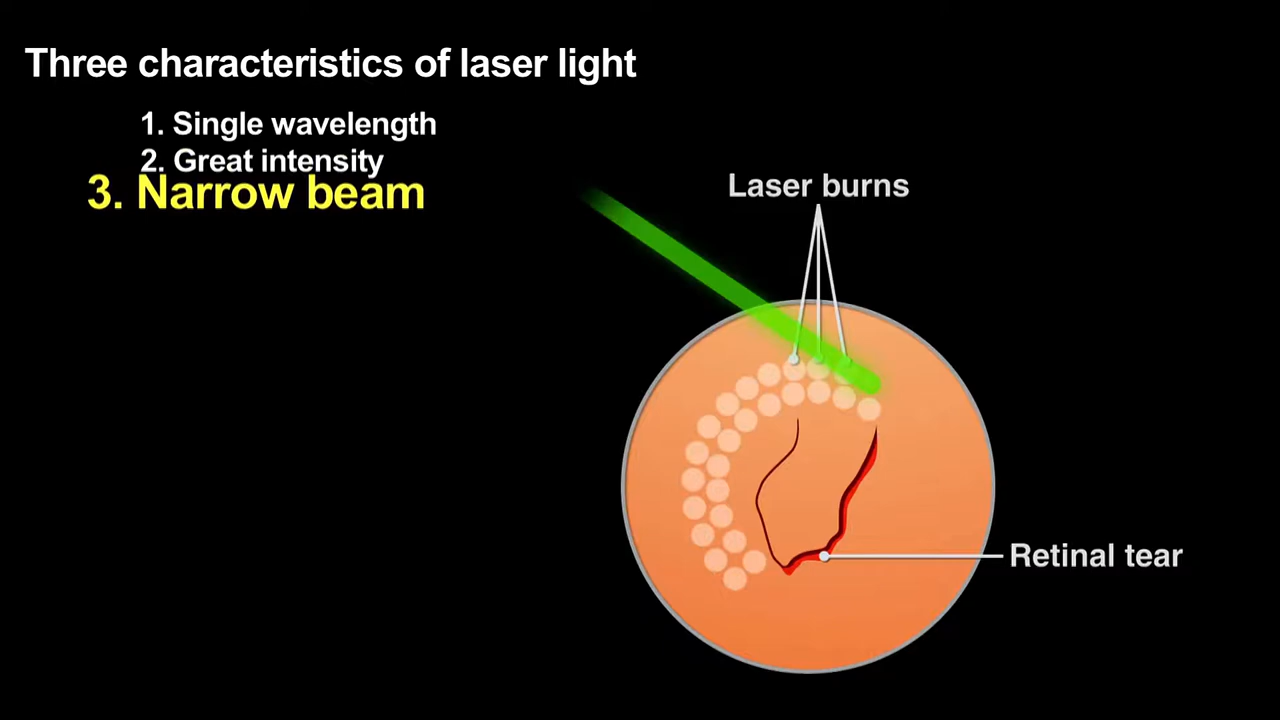 Three characteristics of laser light
1. Single wavelength
2. Great intensity
3. Narrow beam
Laser burns
Retinal tear